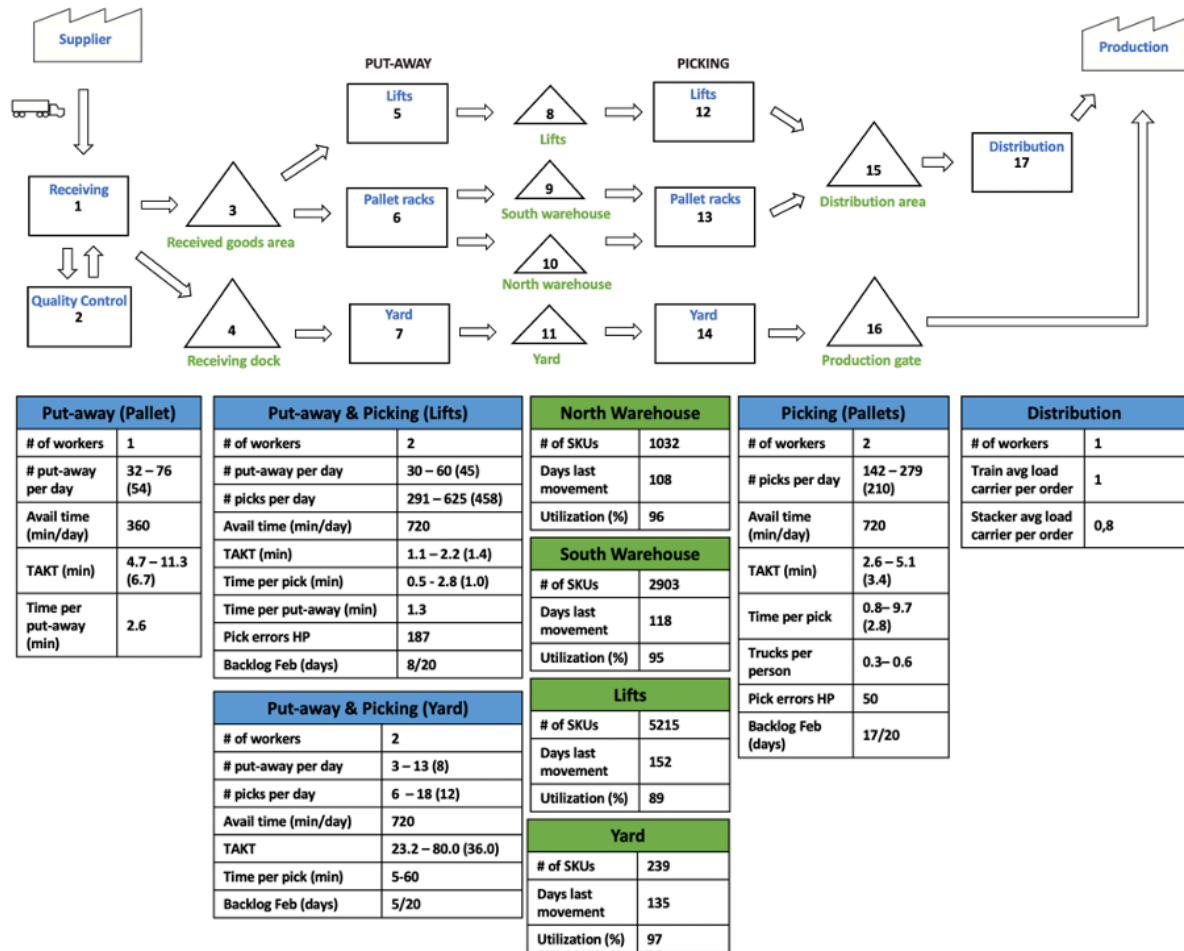 Supplier
Production
PUT-AWAY
PICKING
Lifts
5
8
Lifts
Lifts
12
Receiving
1
3
Received goods area
Pallet racks
6
9
South warehouse
10
North warehouse
Pallet racks
13
15
Distribution area
Distribution
17
Quality Control
2
4
Receiving dock
Yard
7
11
Yard
Yard
14
16
Production gate
Put-away (Pallet)
# of workers 1
# put-away per day 32 – 76 (54)
Avail time (min/day) 360
TAKT (min) 4.7 – 11.3 (6.7)
Time per put-away (min) 2.6
Put-away & Picking (Lifts)
# of workers 2
# put-away per day 30 – 60 (45)
# picks per day 291 – 625 (458)
Avail time (min/day) 720
TAKT (min) 1.1 – 2.2 (1.4)
Time per pick (min) 0.5 - 2.8 (1.0)
Time per put-away (min) 1.3
Pick errors HP 187
Backlog Feb (days) 8/20
Put-away & Picking (Yard)
# of workers 2
# put-away per day 3 – 13 (8)
# picks per day 6 – 18 (12)
Avail time (min/day) 720
TAKT 23.2 – 80.0 (36.0)
Time per pick (min) 5-60
Backlog Feb (days) 5/20
North Warehouse
# of SKUs 1032
Days last movement 108
Utilization (%) 96
South Warehouse
# of SKUs 2903
Days last movement 118
Utilization (%) 95
Lifts
# of SKUs 5215
Days last movement 152
Utilization (%) 89
Yard
# of SKUs 239
Days last movement 135
Utilization (%) 97
Picking (Pallets)
# of workers 2
# picks per day 142 – 279 (210)
Avail time (min/day) 720
TAKT (min) 2.6 – 5.1 (3.4)
Time per pick 0.8– 9.7 (2.8)
Trucks per person 0.3– 0.6
Pick errors HP 50
Backlog Feb (days) 17/20
Distribution
# of workers 1
Train avg load carrier per order 1
Stacker avg load carrier per order 0,8